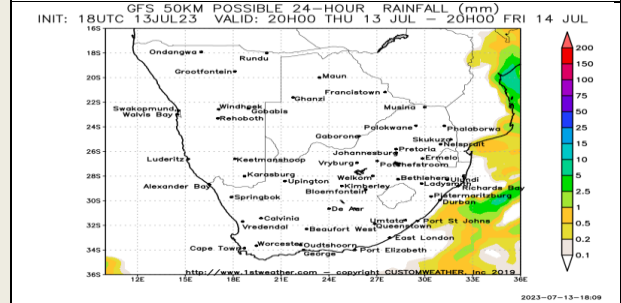 GFS 50KM POSSIBLE 24-HOUR RAINFALL (mm)
INIT: 18UTC 13JUL23 VALID: 20H00 THU 13 JUL - 20H00 FRI 14 JUL
16S
18S
20S
22S
24S
26S
28S
30S
32S
34S
36S
Ondangwa
Rundu
Grootfontein
Maun
Francistown
Ghanzi
Windhoek
Gobabis
Musina
Swakopmund
Walvis Bay
Rehoboth
Polokwane
Phalaborwa
Gaborone
Skukuza
Nelspruit
Pretoria
Johannesburg
Ermelo
Luderitz
Keetmanshoop
Vryburg
Potchefstroom
Karasburg
Upington
Welkom
Bethlehem
Ulundi
Alexander Bay
Kimberley
Ladysmith
Richards Bay
Bloemfontein
Springbok
Pietermaritzburg
Durban
De Aar
Calvinia
Umtata
Port St Johns
Vredendal
Beaufort West
Queenstown
East London
Cape Town
Worcester
Oudtshoorn
George
Port Elizabeth
http://www.1stweather.com - copyright CUSTOMWEATHER, Inc 2019
12E 15E 18E 21E 24E 27E 30E 33E 36E
200
150
100
75
50
25
15
10
5
2.5
1
0.5
0.2
0.1
2023-07-13-18:09